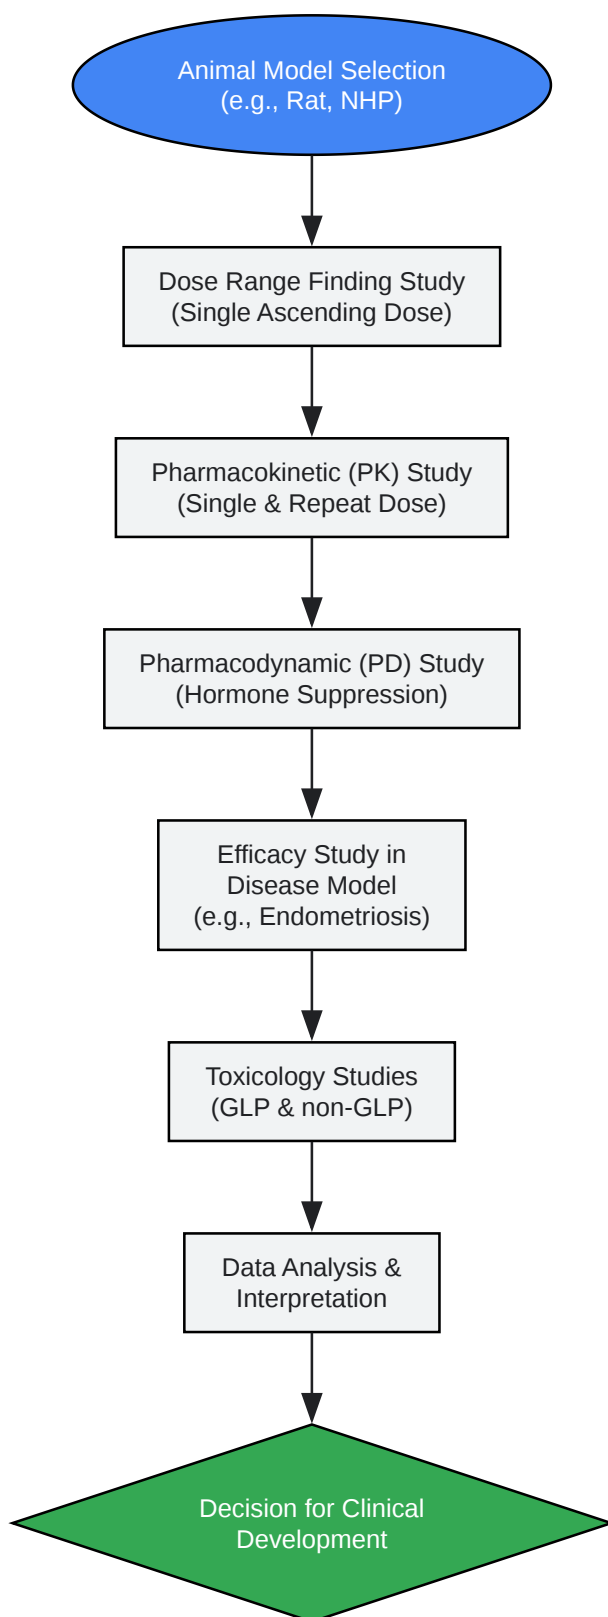 Animal Model Selection
(e.g., Rat, NHP)
Dose Range Finding Study
(Single Ascending Dose)
Pharmacokinetic (PK) Study
(Single & Repeat Dose)
Pharmacodynamic (PD) Study
(Hormone Suppression)
Efficacy Study in
Disease Model
(e.g., Endometriosis)
Toxicology Studies
(GLP & non-GLP)
Data Analysis &
Interpretation
Decision for Clinical
Development